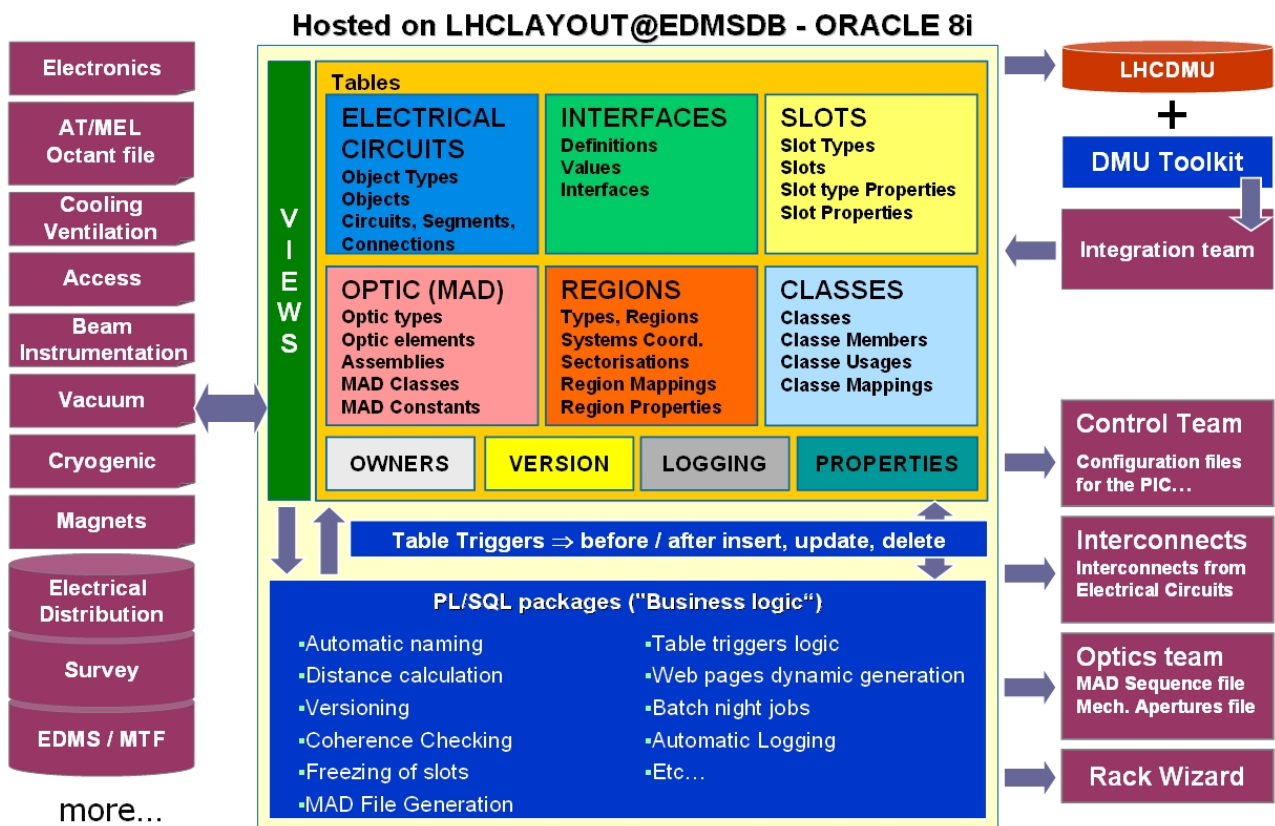 Hosted on LHCLAYOUT@EDMSDB - ORACLE 8i
Electronics
AT/MEL
Octant file
Cooling
Ventilation
Access
Beam
Instrumentation
Vacuum
Cryogenic
Magnets
Electrical
Distribution
Survey
EDMS / MTF
more...
VIEWS
Tables
ELECTRICAL
CIRCUITS
Object Types
Objects
Circuits, Segments,
Connections
INTERFACES
Definitions
Values
Interfaces
SLOTS
Slot Types
Slots
Slot type Properties
Slot Properties
OPTIC (MAD)
Optic types
Optic elements
Assemblies
MAD Classes
MAD Constants
REGIONS
Types, Regions
Systems Coord.
Sectorisations
Region Mappings
Region Properties
CLASSES
Classes
Classe Members
Classe Usages
Classe Mappings
OWNERS
VERSION
LOGGING
PROPERTIES
Table Triggers ⇒ before / after insert, update, delete
PL/SQL packages ("Business logic“)
▪Automatic naming
▪Distance calculation
▪Versioning
▪Coherence Checking
▪Freezing of slots
▪MAD File Generation
▪Table triggers logic
▪Web pages dynamic generation
▪Batch night jobs
▪Automatic Logging
▪Etc…
LHCDMU
+
DMU Toolkit
Integration team
Control Team
Configuration files
for the PIC…
Interconnects
Interconnects from
Electrical Circuits
Optics team
MAD Sequence file
Mech. Apertures file
Rack Wizard